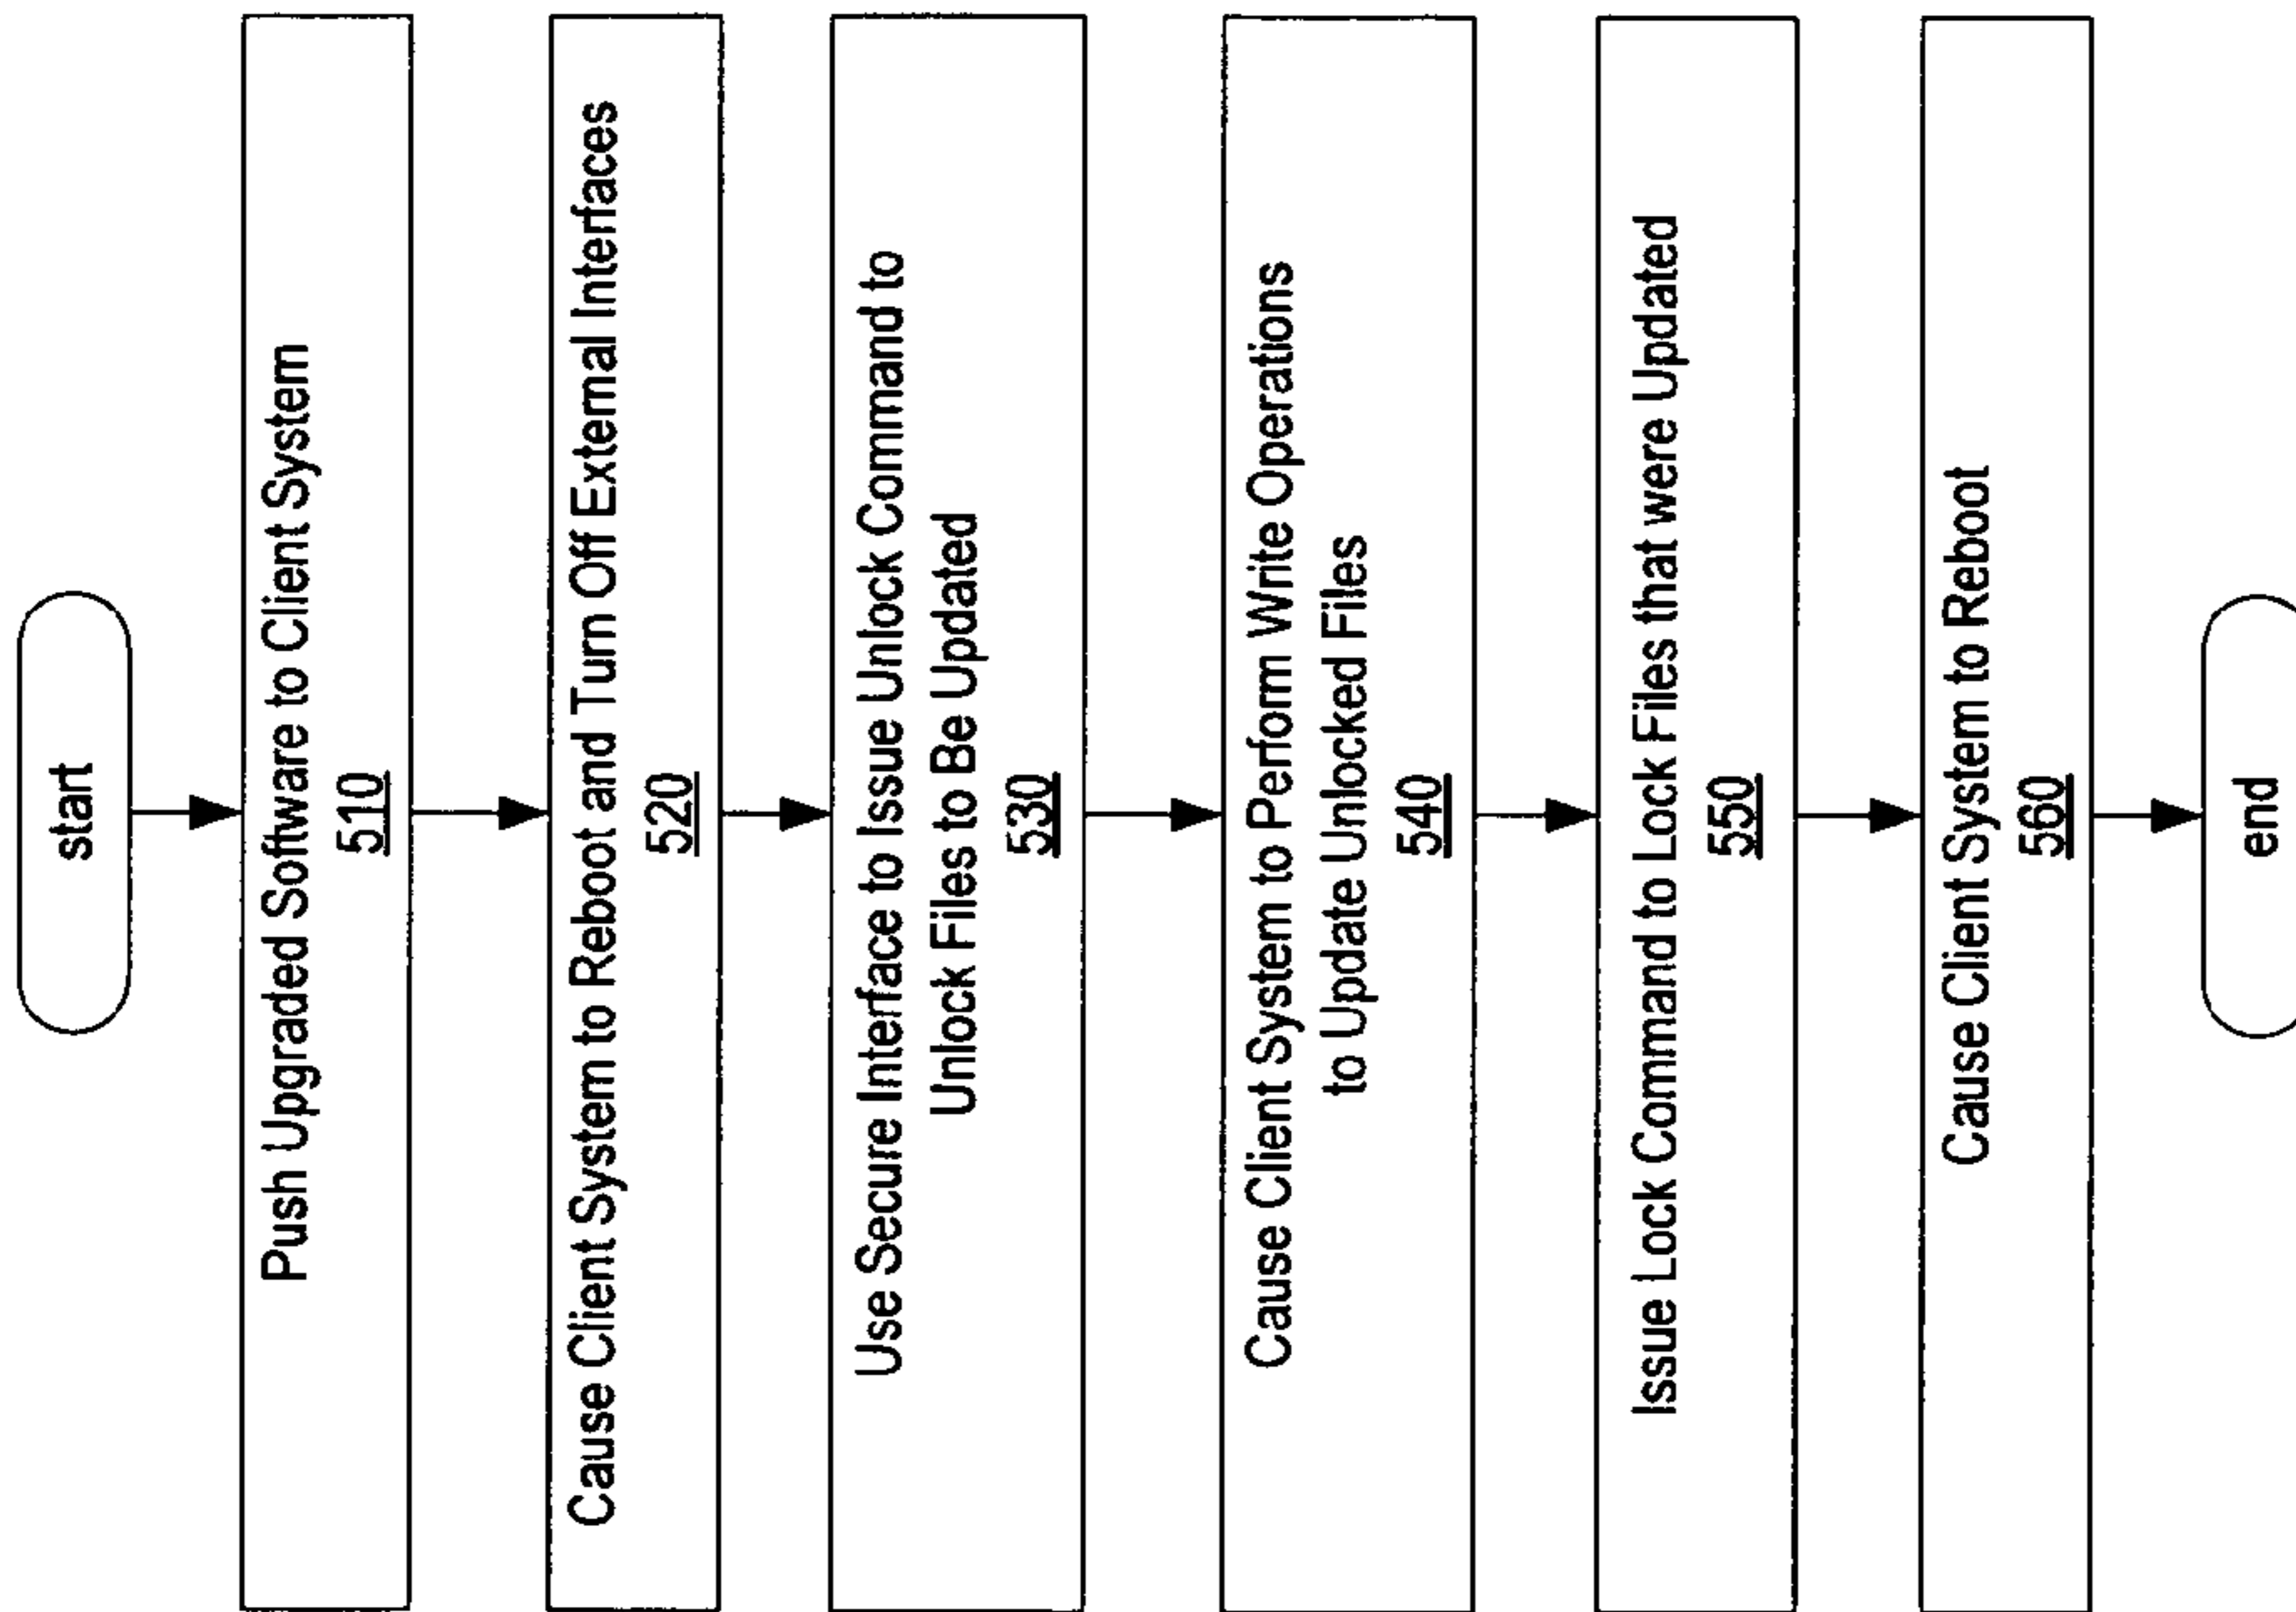 start
Push Upgraded Software to Client System
510
Cause Client System to Reboot and Turn Off External Interfaces
520
Use Secure Interface to Issue Unlock Command to
Unlock Files to Be Updated
530
Cause Client System to Perform Write Operations
to Update Unlocked Files
540
Issue Lock Command to Lock Files that were Updated
550
Cause Client System to Reboot
560
end